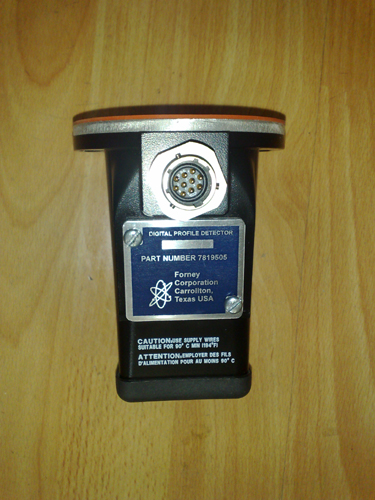 DIGITAL PROFILE DETECTOR
PART NUMBER 7819505
Forney
Corporation
Carrollton,
Texas USA
CAUTION:USE SUPPLY WIRES
SUITABLE FOR 90° C MIN (194°F)
ATTENTION:EMPLOYER DES FILS
D'ALIMENTATION POUR AU MOINS 90° C